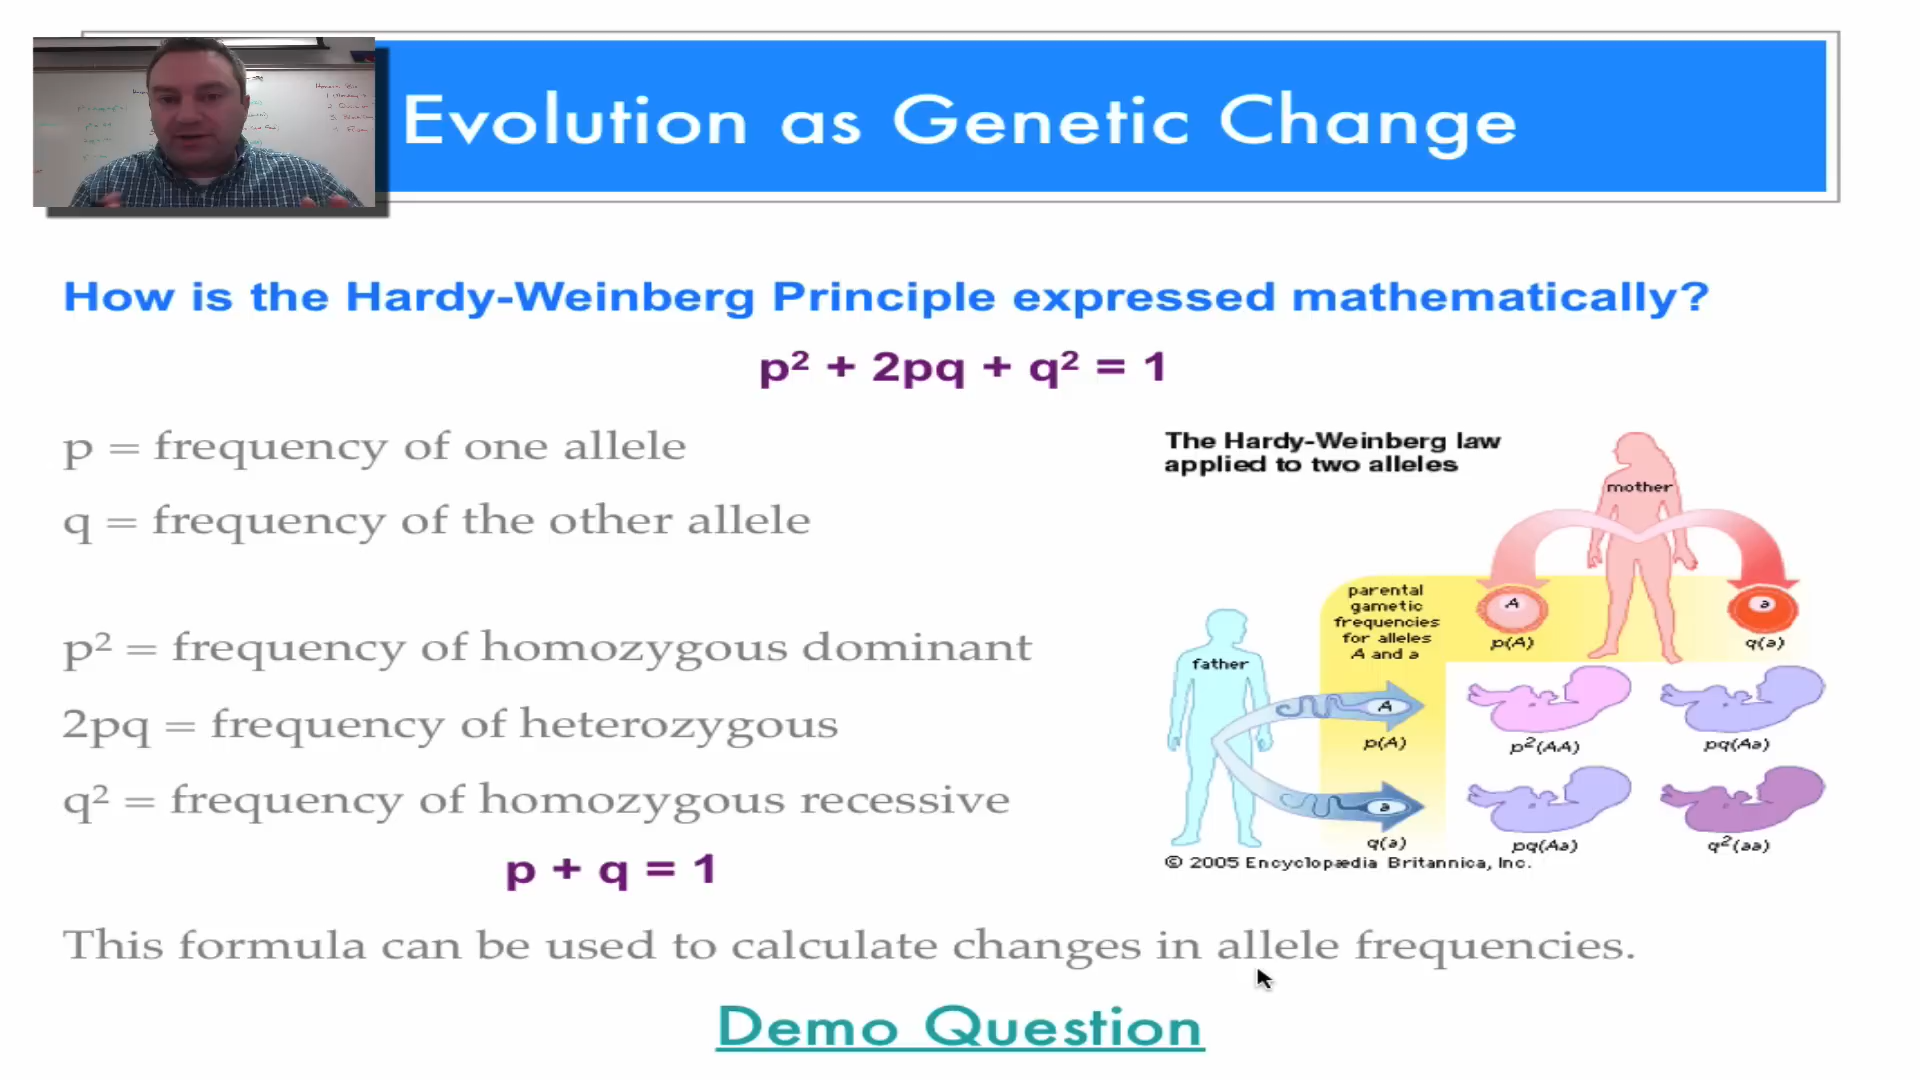 Evolution as Genetic Change
How is the Hardy-Weinberg Principle expressed mathematically?
p² + 2pq + q² = 1
p = frequency of one allele
q = frequency of the other allele
p² = frequency of homozygous dominant
2pq = frequency of heterozygous
q² = frequency of homozygous recessive
p + q = 1
This formula can be used to calculate changes in allele frequencies.
Demo Question
The Hardy-Weinberg law
applied to two alleles
mother
parental
gametic
frequencies
for alleles
A and a
A
a
p(A)
q(a)
father
A
p(A)
p²(AA)
pq(Aa)
a
q(a)
pq(Aa)
q²(aa)
© 2005 Encyclopædia Britannica, Inc.